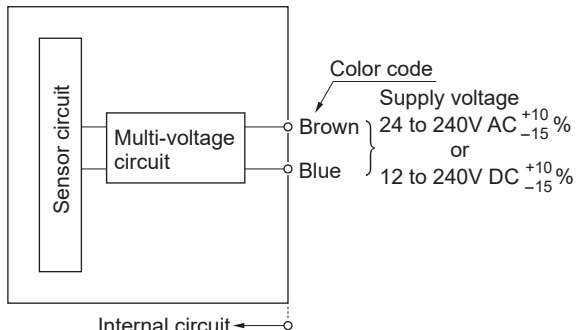 Color code
Supply voltage
Sensor circuit
Multi-voltage
circuit
Brown
24 to 240V AC +10 −15 %
or
Blue
12 to 240V DC +10 −15 %
Internal circuit